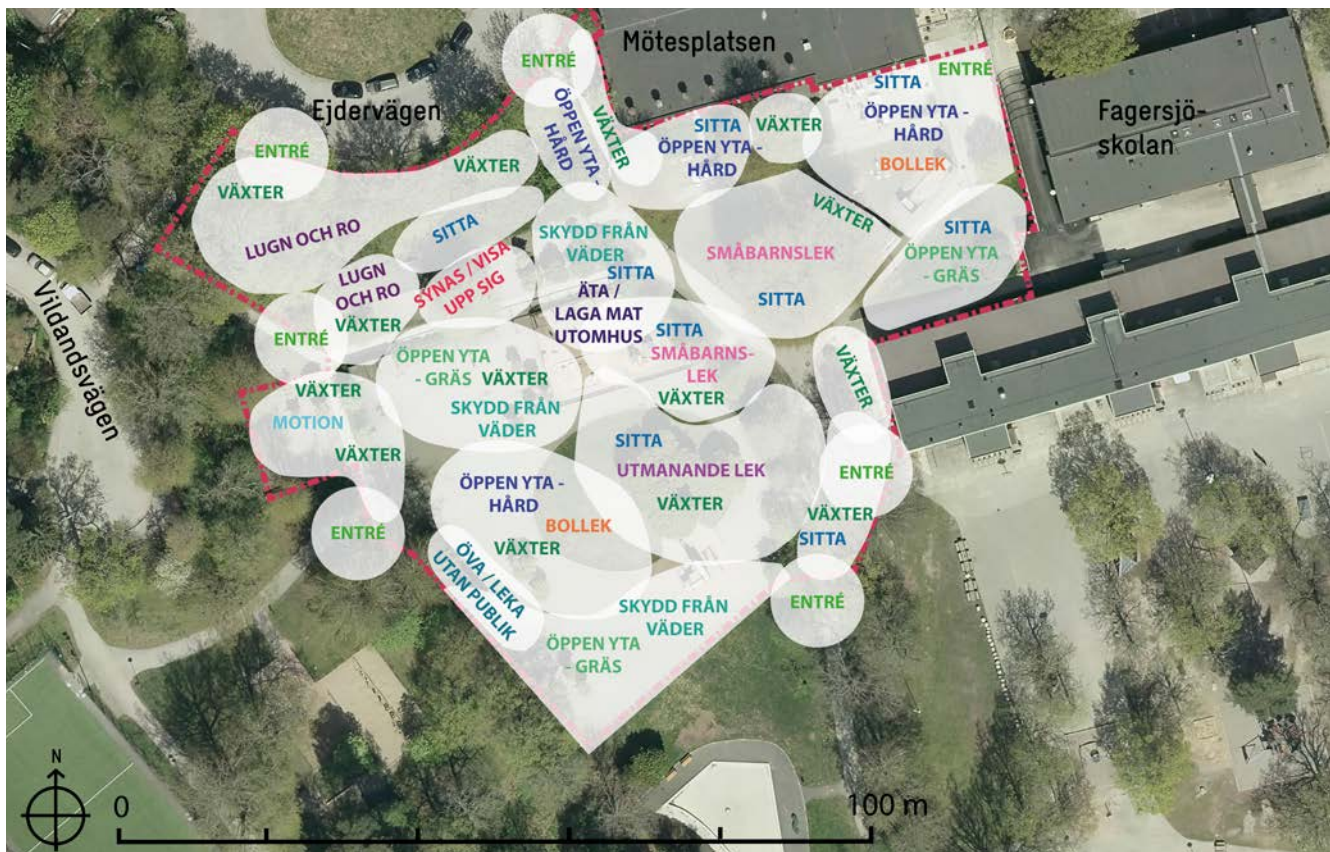 Mötesplatsen
ENTRÉ
ENTRÉ
SITTA
Ejdervägen
ÖPPEN YTA -
HÅRD
VÄXTER
SITTA
ÖPPEN YTA -
HÅRD
VÄXTER
ÖPPEN YTA -
HÅRD
BOLLEK
Fagersjö-
skolan
ENTRÉ
VÄXTER
VÄXTER
LUGN OCH RO
SITTA
SKYDD FRÅN
VÄDER
SITTA
SMÅBARNSLEK
VÄXTER
SITTA
SITTA
ÖPPEN YTA
- GRÄS
LUGN
OCH RO
VÄXTER
SYNAS / VISA
UPP SIG
ÄTA /
LAGA MAT
UTOMHUS
Vildandsvägen
ENTRÉ
SITTA
SMÅBARNS-
LEK
VÄXTER
ÖPPEN YTA
- GRÄS
VÄXTER
SKYDD FRÅN
VÄDER
VÄXTER
VÄXTER
MOTION
VÄXTER
SITTA
UTMANANDE LEK
VÄXTER
ENTRÉ
VÄXTER
SITTA
ÖPPEN YTA -
HÅRD
BOLLEK
VÄXTER
ENTRÉ
ÖVA / LEKA
UTAN PUBLIK
SKYDD FRÅN
VÄDER
ENTRÉ
ÖPPEN YTA
- GRÄS
N
0
100 m